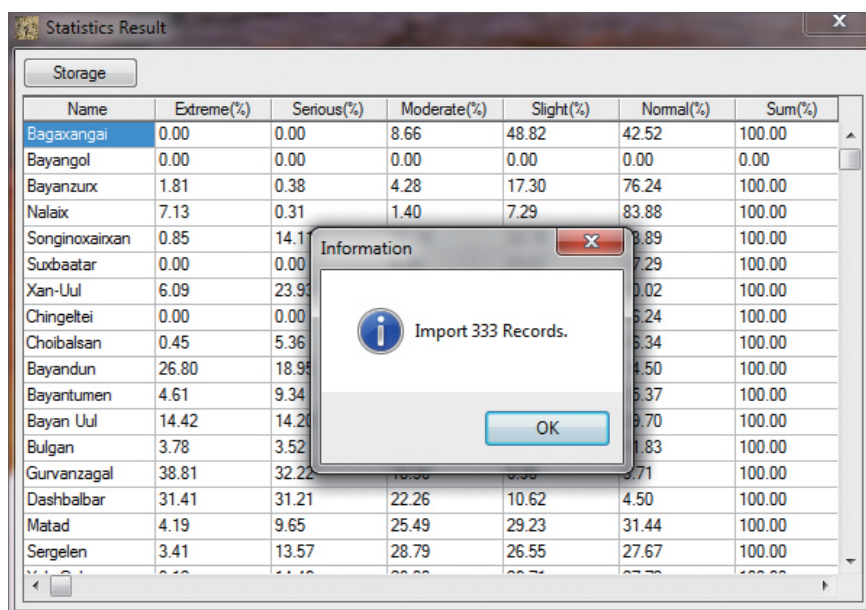 Statistics Result
x
Storage
Name Extreme(%) Serious(%) Moderate(%) Slight(%) Normal(%) Sum(%)
Bagaxangai 0.00 0.00 8.66 48.82 42.52 100.00
Bayangol 0.00 0.00 0.00 0.00 0.00 0.00
Bayanzurx 1.81 0.38 4.28 17.30 76.24 100.00
Nalaix 7.13 0.31 1.40 7.29 83.88 100.00
Songinoxairxan 0.85 100.00
Suxbaatar 0.00 0.00 100.00
Xan-Uul 6.09 23.93 100.00
Chingeltei 0.00 0.00 100.00
Choibalsan 0.45 5.36 100.00
Bayandun 26.80 18.95 100.00
Bayantumen 4.61 9.34 100.00
Bayan Uul 14.42 14.20 100.00
Bulgan 3.78 3.52 100.00
Gurvanzagal 38.81 32.22 100.00
Dashbalbar 31.41 31.21 22.26 10.62 4.50 100.00
Matad 4.19 9.65 25.49 29.23 31.44 100.00
Sergelen 3.41 13.57 28.79 26.55 27.67 100.00
Information
x
Import 333 Records.
OK